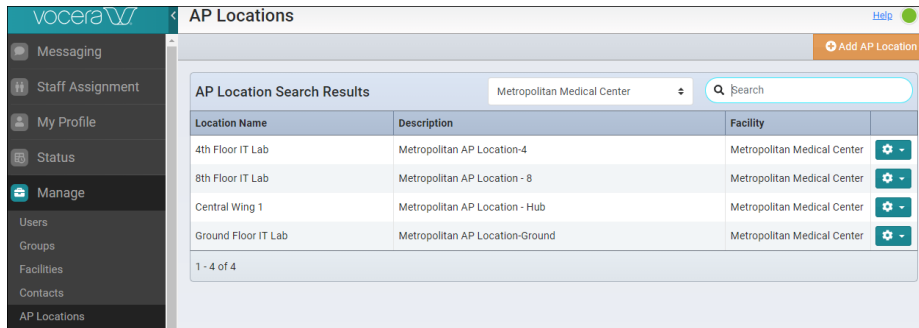 vocera
AP Locations
Help
Messaging
Staff Assignment
My Profile
Status
Manage
Users
Groups
Facilities
Contacts
AP Locations
Add AP Location
AP Location Search Results
Metropolitan Medical Center
Search
Location Name Description Facility
4th Floor IT Lab Metropolitan AP Location-4 Metropolitan Medical Center
8th Floor IT Lab Metropolitan AP Location - 8 Metropolitan Medical Center
Central Wing 1 Metropolitan AP Location - Hub Metropolitan Medical Center
Ground Floor IT Lab Metropolitan AP Location-Ground Metropolitan Medical Center
1 - 4 of 4